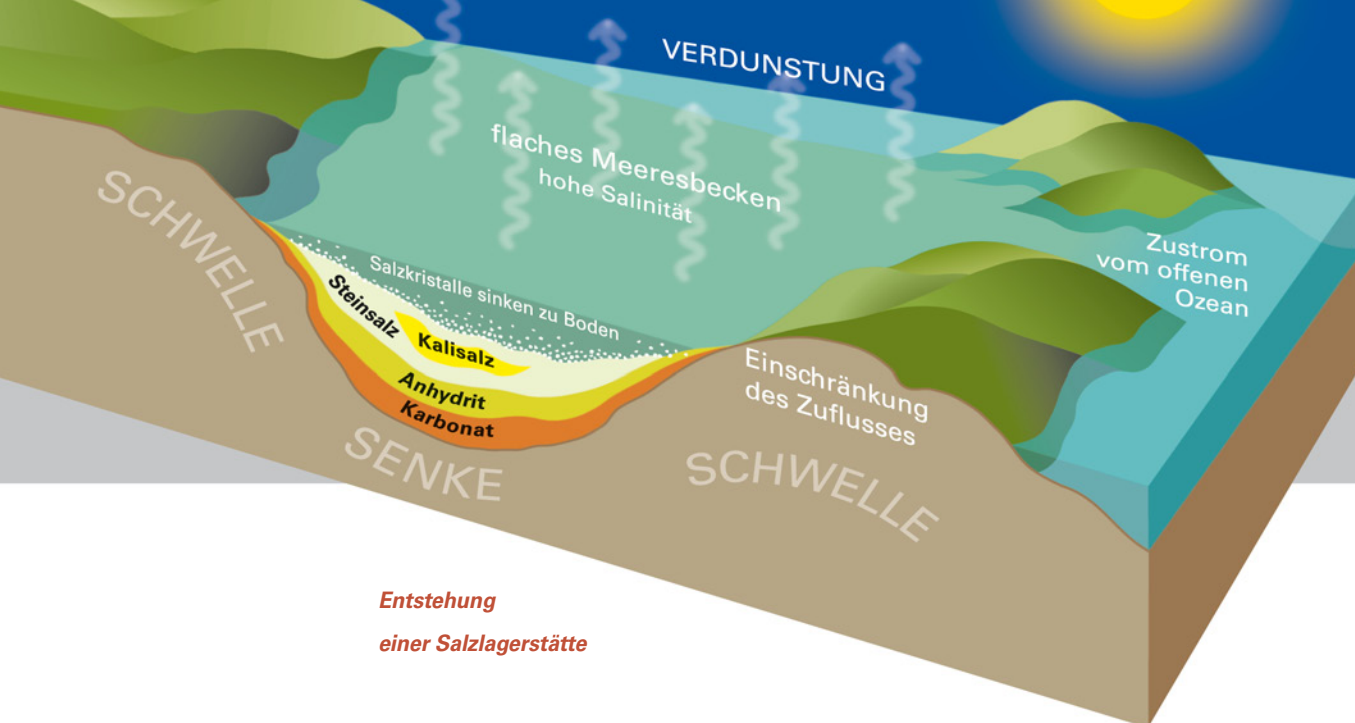 VERDUNSTUNG
flaches Meeresbecken
hohe Salinität
Zustrom
vom offenen
Ozean
SCHWELLE
Salzkristalle sinken zu Boden
Steinsalz
Kalisalz
Anhydrit
Karbonat
Einschränkung
des Zuflusses
SENKE
SCHWELLE
Entstehung
einer Salzlagerstätte